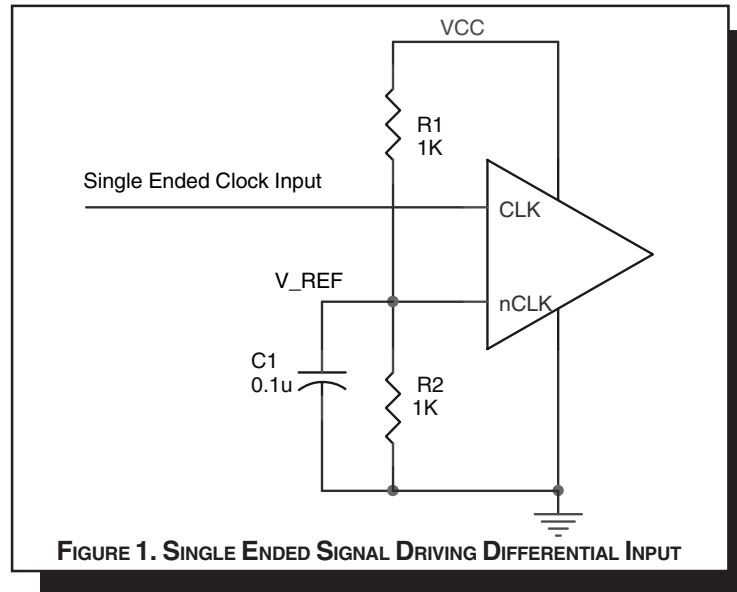 VCC
R1
1K
Single Ended Clock Input
CLK
V_REF
nCLK
C1
0.1u
R2
1K
FIGURE 1. SINGLE ENDED SIGNAL DRIVING DIFFERENTIAL INPUT